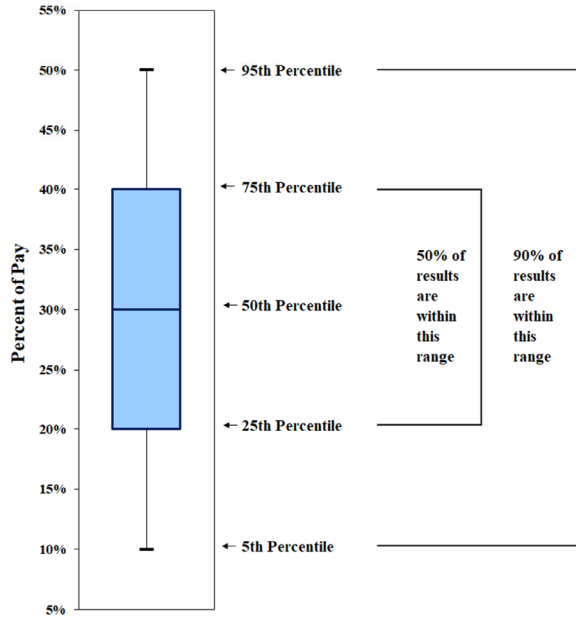 55%
50%
45%
40%
35%
30%
25%
20%
15%
10%
5%
Percent of Pay
95th Percentile
75th Percentile
50th Percentile
25th Percentile
5th Percentile
50% of
results
are
within
this
range
90% of
results
are
within
this
range